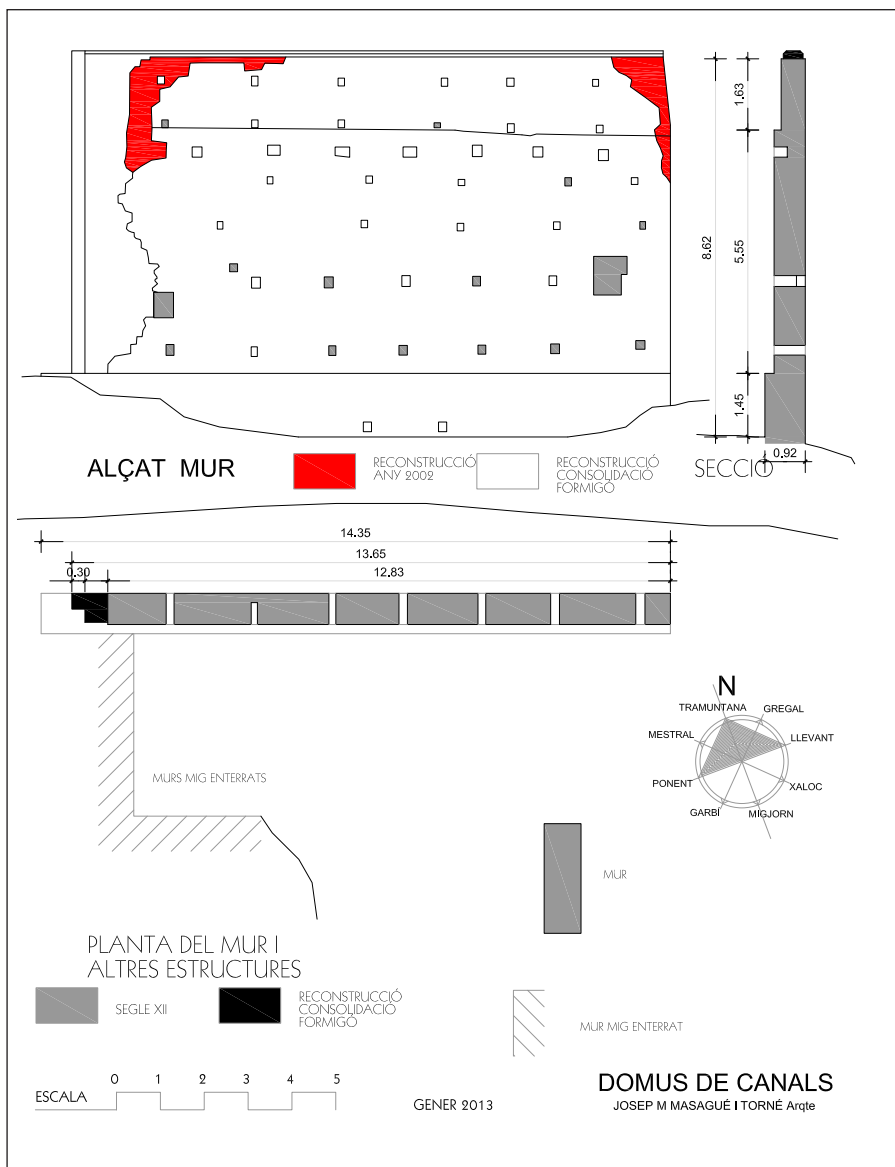 1.63
8.62
5.55
1.45
0.92
ALÇAT MUR
RECONSTRUCCIÓ
ANY 2002
RECONSTRUCCIÓ
CONSOLIDACIÓ
FORMIGÓ
SECCIO
14.35
13.65
0.30
12.83
N
TRAMUNTANA
GREGAL
MESTRAL
LLEVANT
PONENT
XALOC
GARBÍ
MIGJORN
MURS MIG ENTERRATS
MUR
PLANTA DEL MUR I
ALTRES ESTRUCTURES
SEGLE XII
RECONSTRUCCIÓ
CONSOLIDACIÓ
FORMIGÓ
MUR MIG ENTERRAT
ESCALA
0 1 2 3 4 5
GENER 2013
DOMUS DE CANALS
JOSEP M MASAGUÉ I TORNÉ Arqte